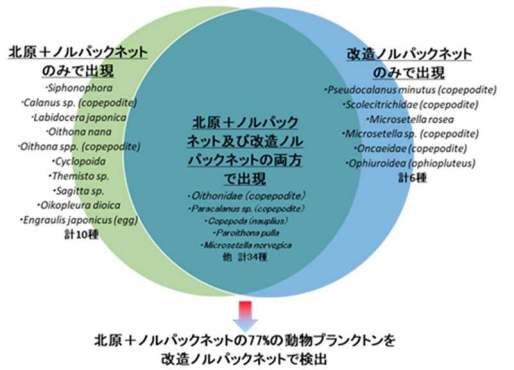 北原+ノルパックネット
のみで出現
・Siphonophora
・Calanus sp. (copepodite)
・Labidocera japonica
・Oithona nana
・Oithona spp. (copepodite)
・Cyclopoida
・Themisto sp.
・Sagitta sp.
・Oikopleura dioica
・Engraulis japonicus (egg)
計10種
北原+ノルパック
ネット及び改造ノル
パックネットの両方
で出現
・Oithonidae (copepodite)
・Paracalanus sp. (copepodite)
・Copepoda (nauplius)
・Paroithona pulla
・Microsetella norvegica
他 計34種
改造ノルパックネット
のみで出現
・Pseudocalanus minutus (copepodite)
・Scolecitrichidae (copepodite)
・Microsetella rosea
・Microsetella sp. (copepodite)
・Oncaeidae (copepodite)
・Ophiuroidea (ophiopluteus)
計6種
北原+ノルパックネットの77%の動物プランクトンを
改造ノルパックネットで検出